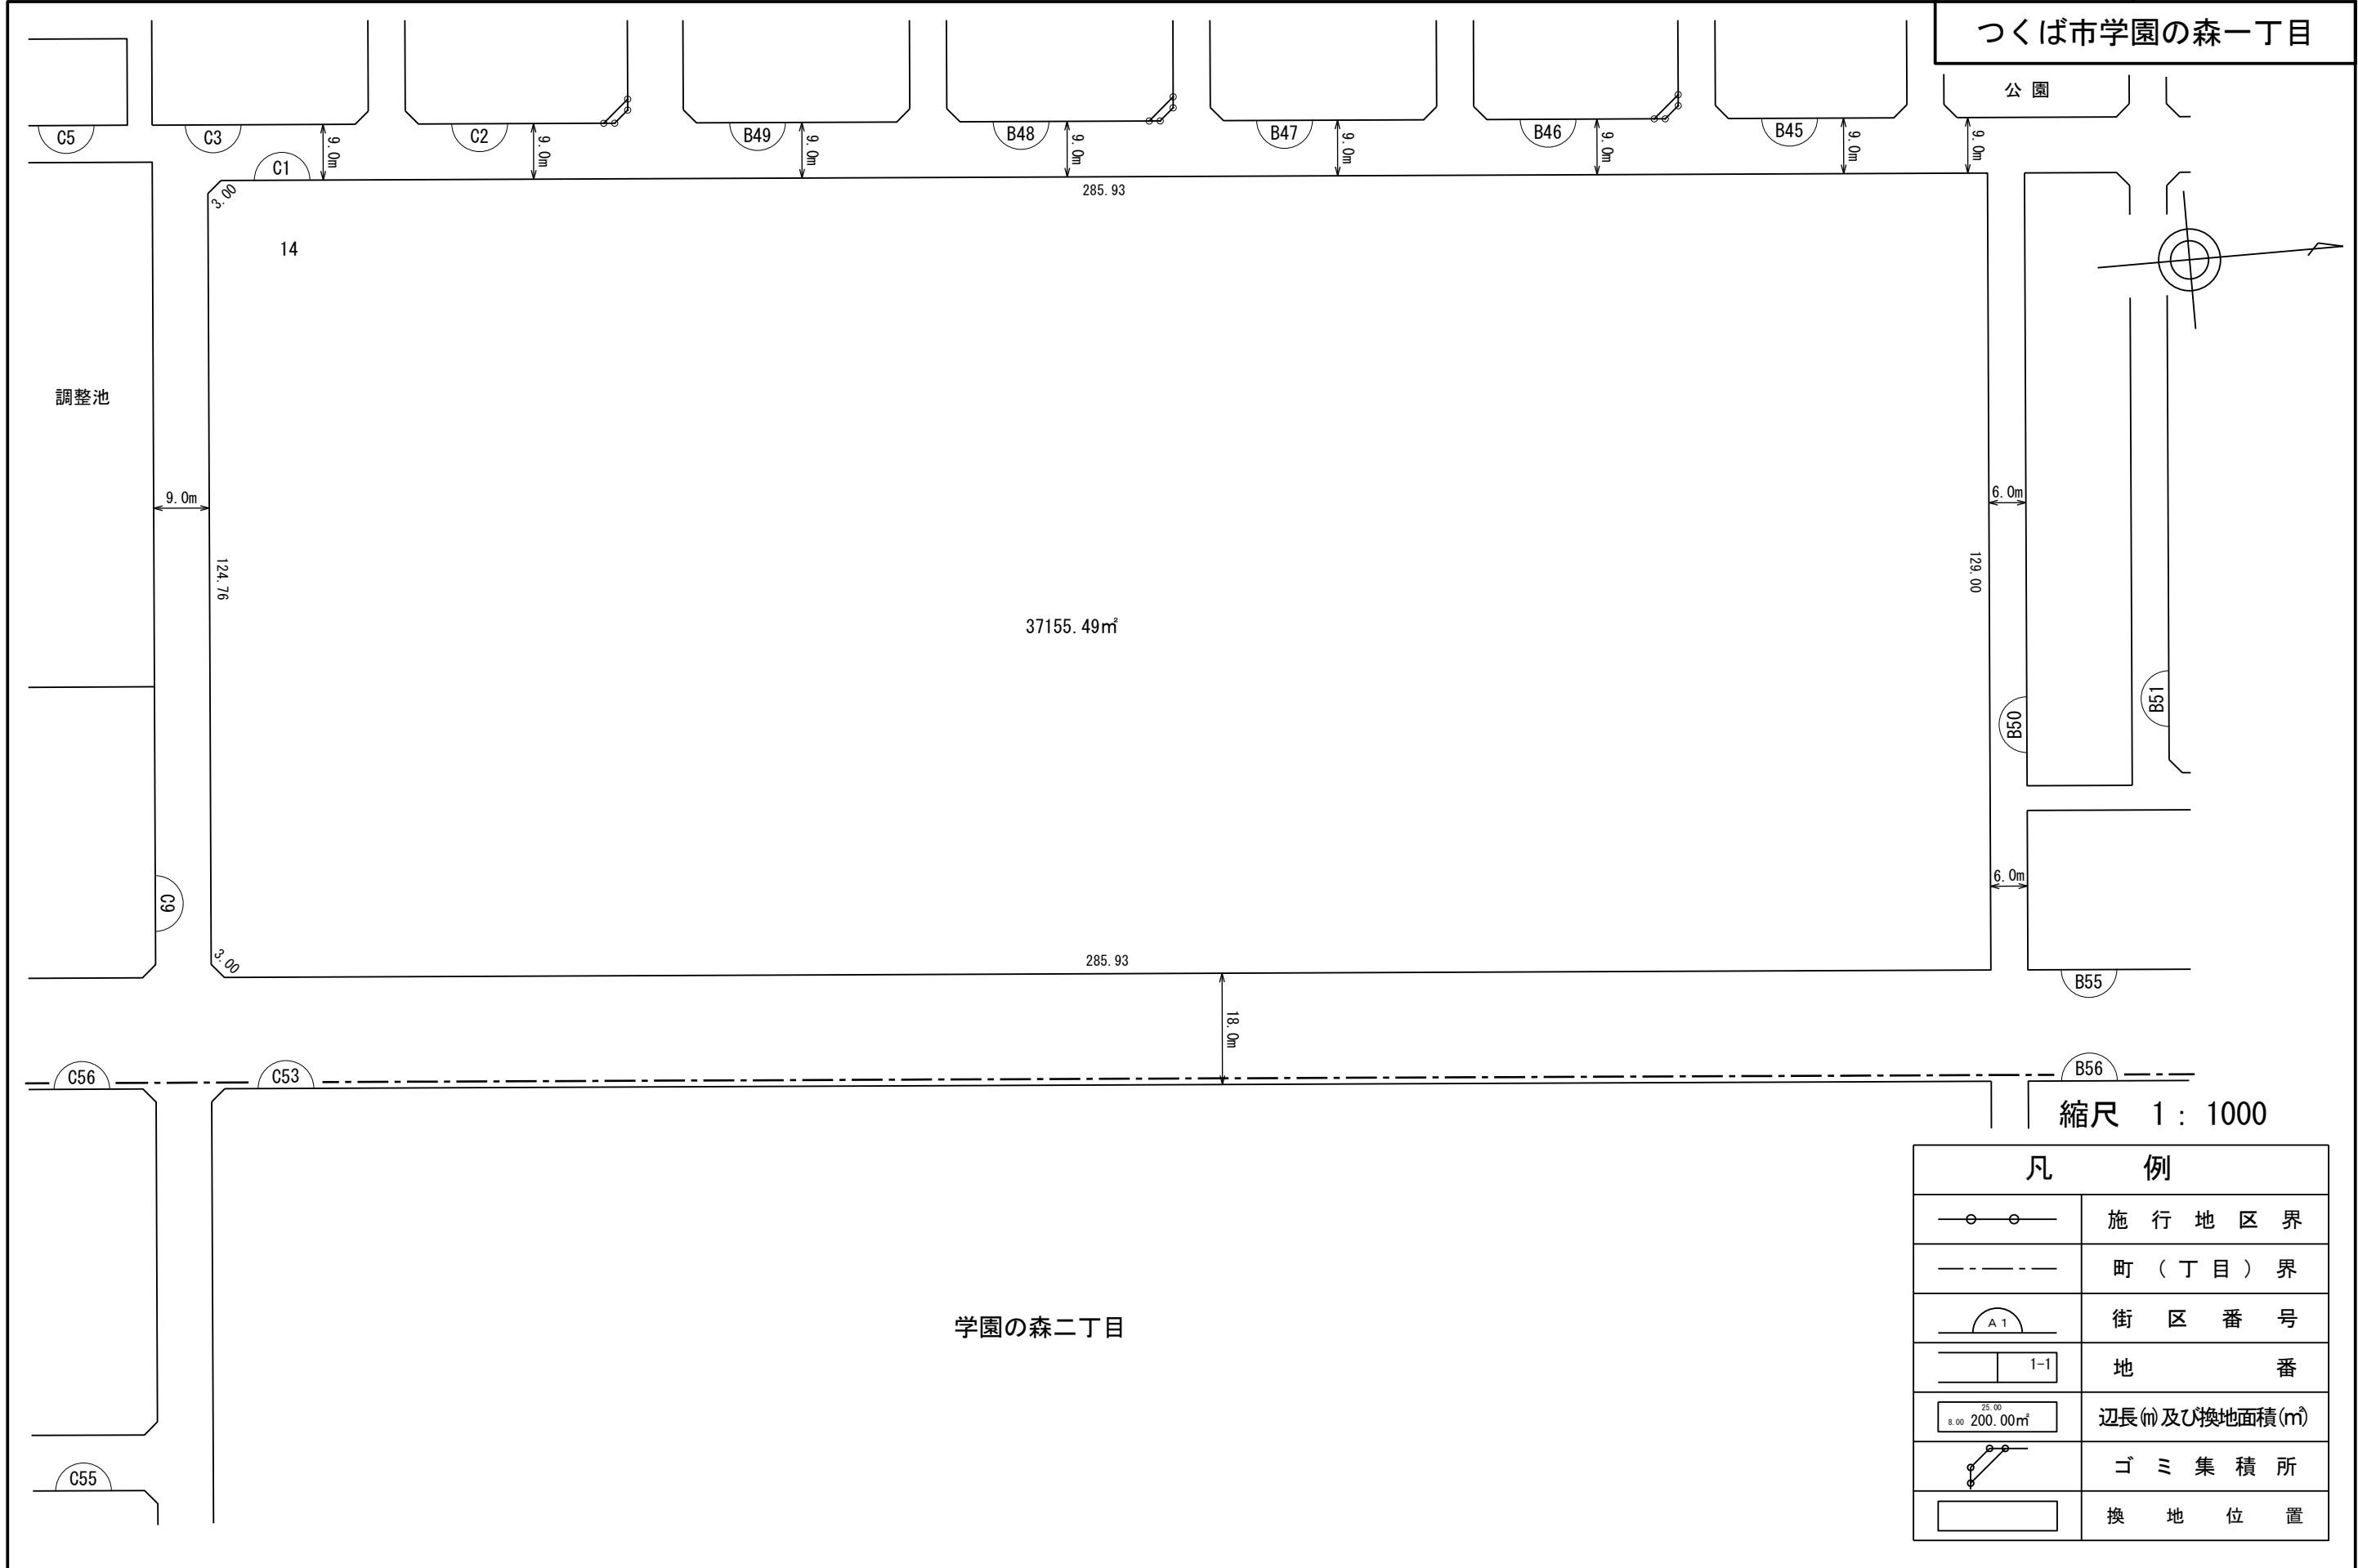 つくば市学園の森一丁目
公園
C5
C3
C2
B49
B48
B47
B46
B45
C1
9.0m
9.0m
9.0m
9.0m
9.0m
9.0m
9.0m
9.0m
3.00
285.93
14
調整池
9.0m
6.0m
124.76
129.00
37155.49㎡
B51
B50
C9
6.0m
3.00
285.93
B55
18.0m
C56
C53
B56
縮尺 1：1000
凡例
施行地区界
町（丁目）界
A1
街区番号
1-1
地番
25.00
8.00 200.00㎡
辺長(m)及び換地面積(㎡)
ゴミ集積所
換地位置
学園の森二丁目
C55